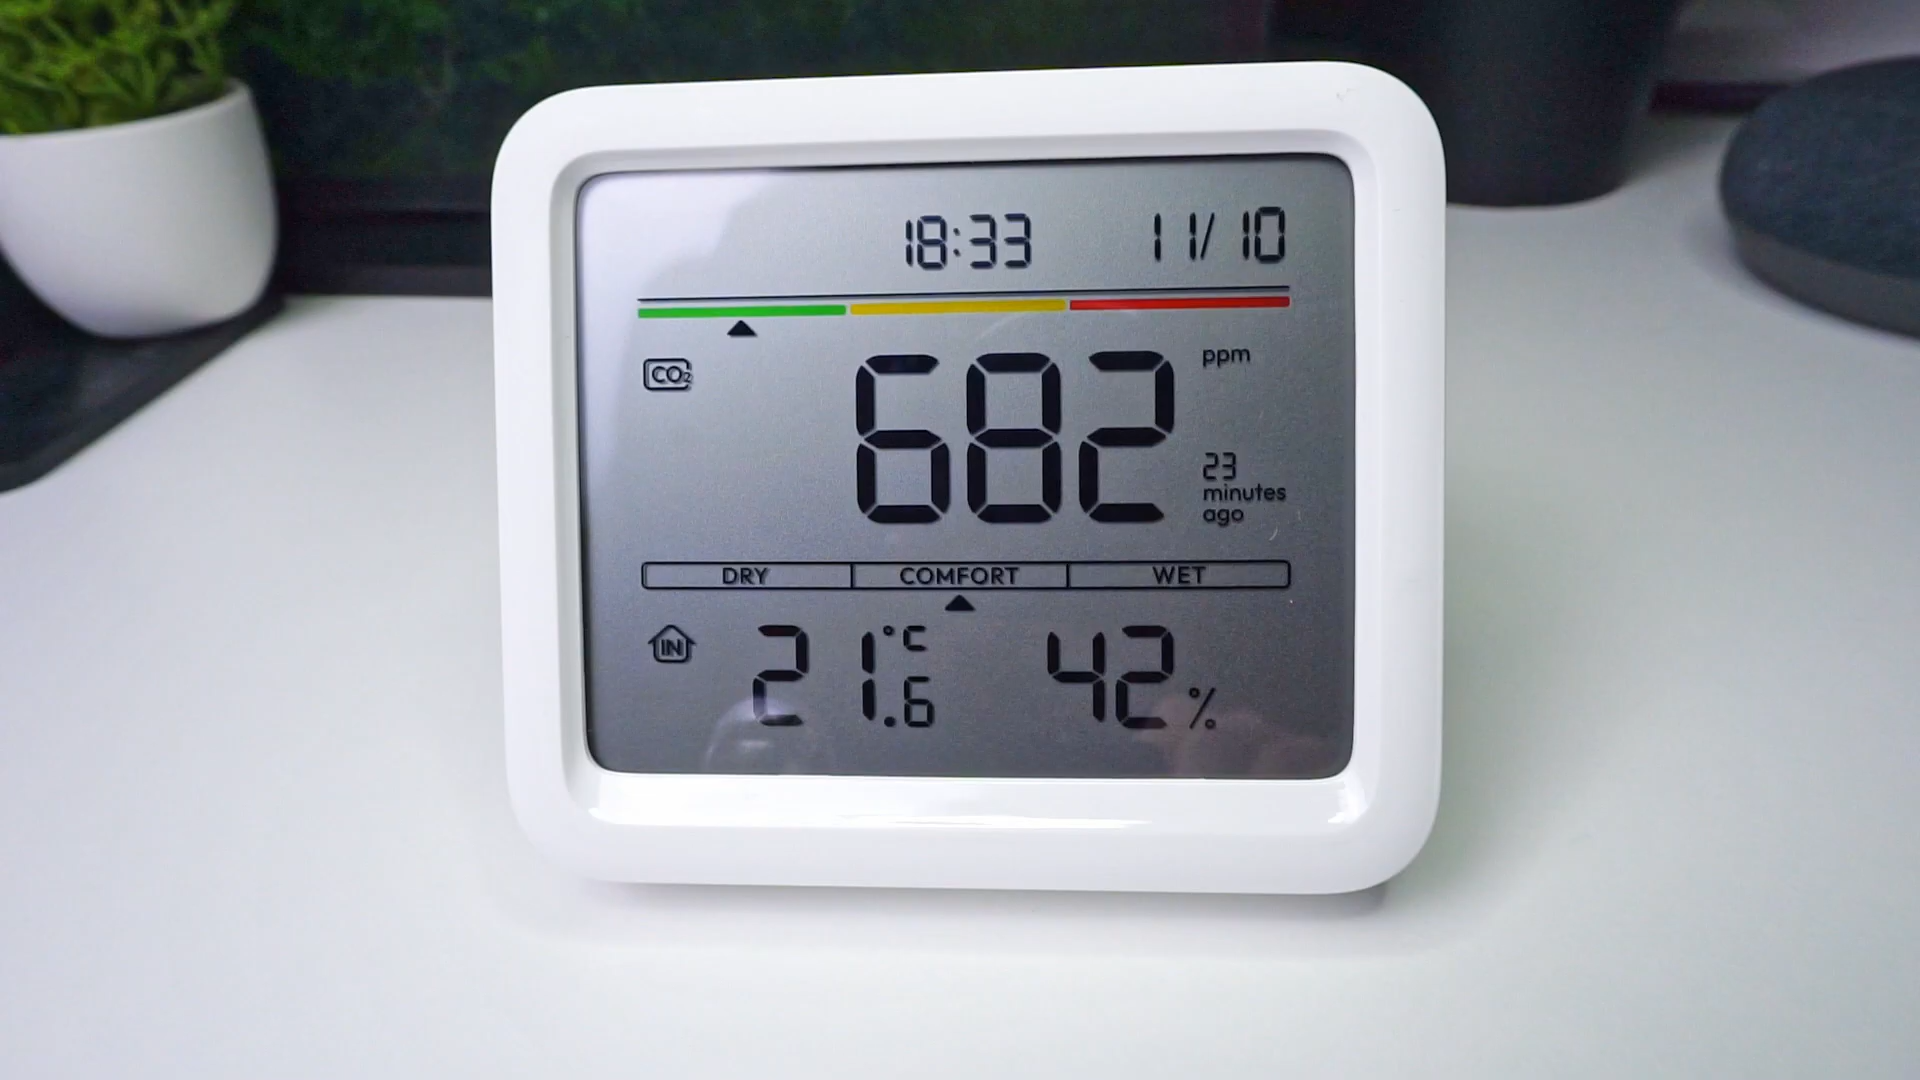 18:33 11/10
CO₂ 682 ppm
23
minutes
ago
DRY COMFORT WET
IN 21.6°C 42%